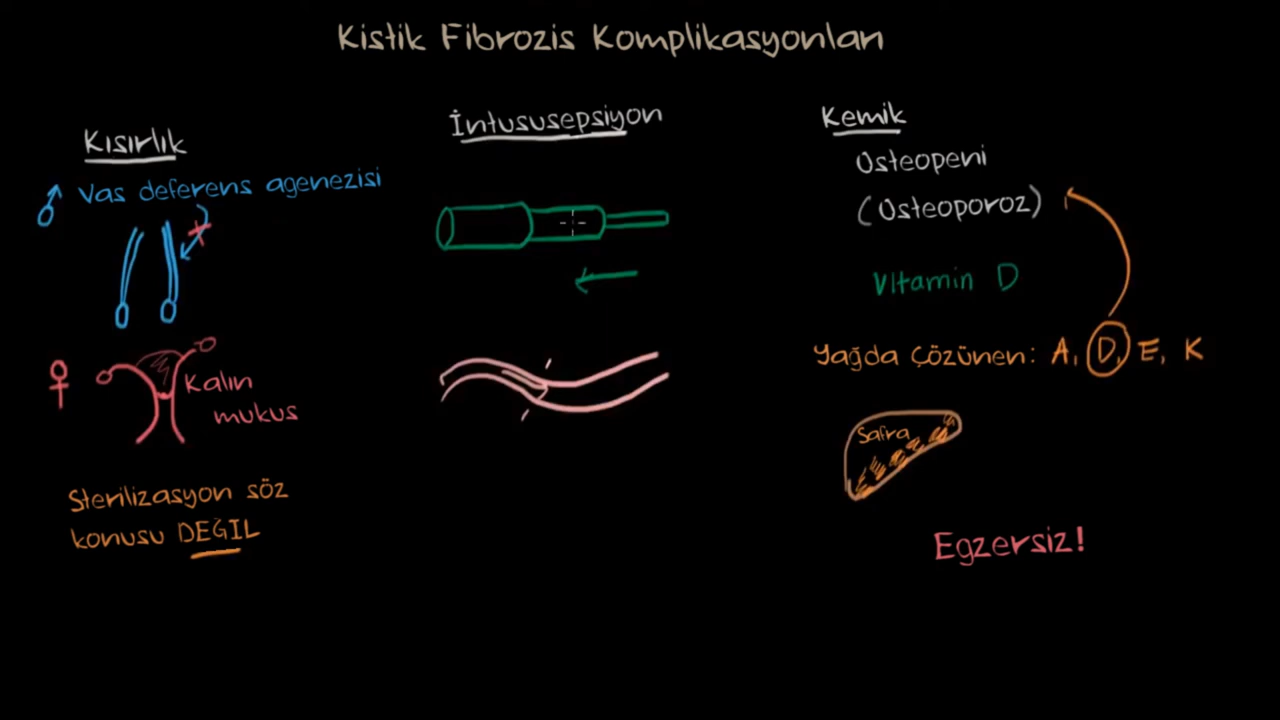 Kistik Fibrozis Komplikasyonları
Kısırlık
♂ Vas deferens agenezisi
♀ Kalın
mukus
Sterilizasyon söz
konusu DEĞİL
İntususepsiyon
Kemik
Osteopeni
(Osteoporoz)
Vitamin D
Yağda Çözünen: A, D, E, K
Safra
Egzersiz!